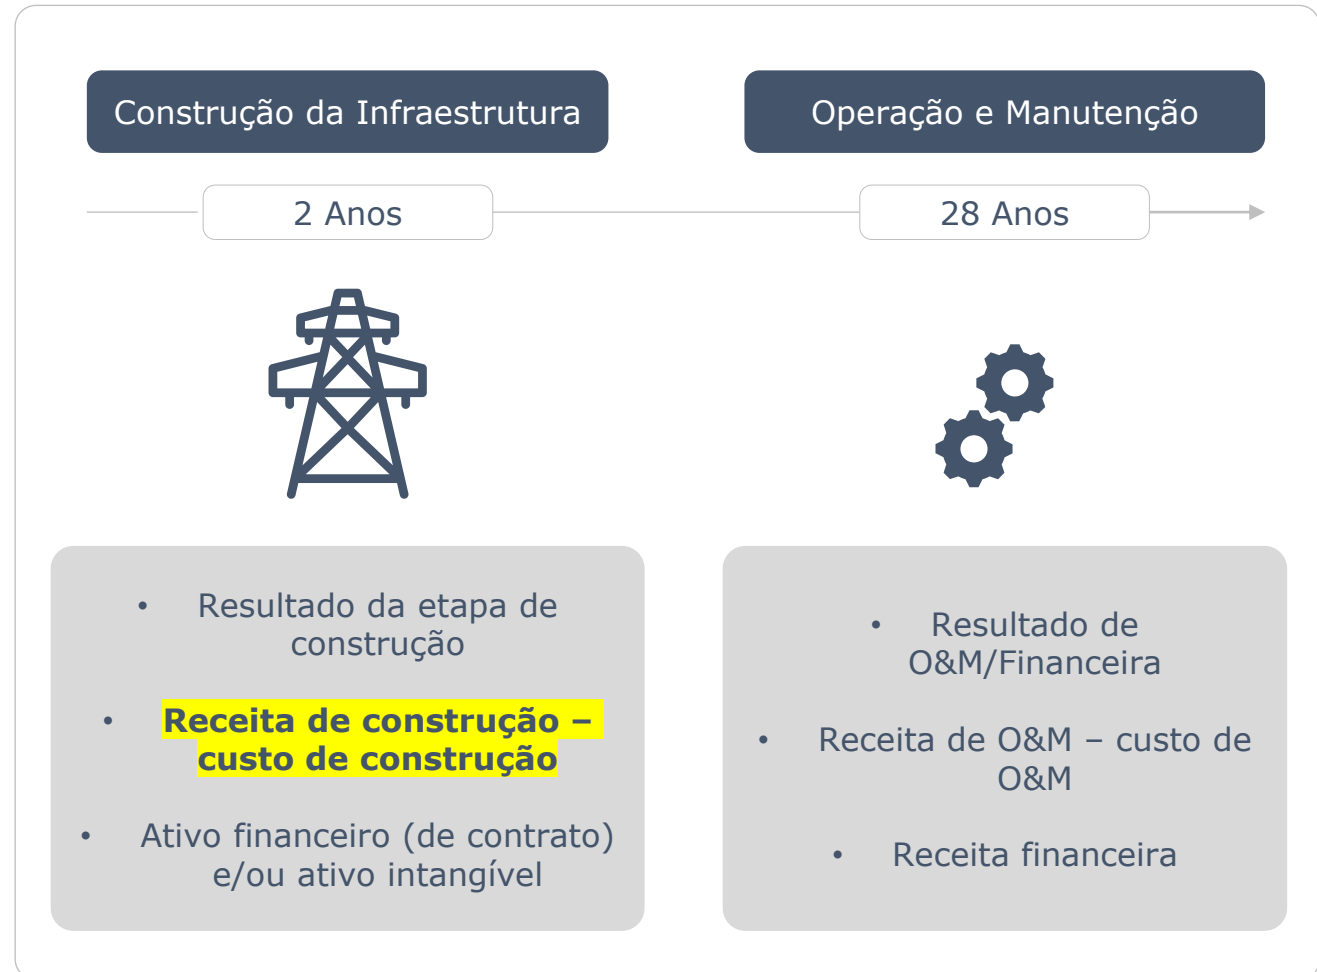 Construção da Infraestrutura
Operação e Manutenção
2 Anos
28 Anos
• Resultado da etapa de
construção
• Receita de construção –
custo de construção
• Ativo financeiro (de contrato)
e/ou ativo intangível
• Resultado de
O&M/Financeira
• Receita de O&M – custo de
O&M
• Receita financeira